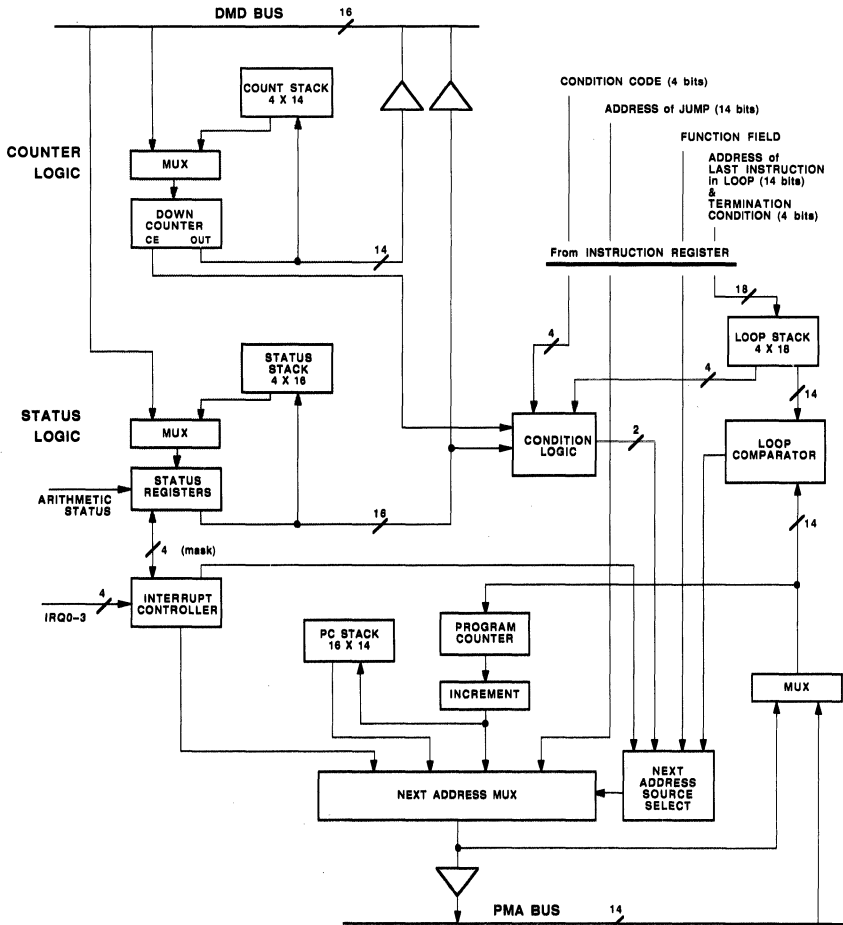 DMD BUS 16
COUNT STACK
4 X 14
CONDITION CODE (4 bits)
ADDRESS of JUMP (14 bits)
FUNCTION FIELD
ADDRESS of
LAST INSTRUCTION
in LOOP (14 bits)
&
TERMINATION
CONDITION (4 bits)
COUNTER
LOGIC
MUX
DOWN
COUNTER
CE OUT
14
From INSTRUCTION REGISTER
18
LOOP STACK
4 X 18
4
4
14
STATUS
STACK
4 X 16
STATUS
LOGIC
MUX
CONDITION
LOGIC
2
LOOP
COMPARATOR
STATUS
REGISTERS
ARITHMETIC
STATUS
16
14
4 (mask)
INTERRUPT
CONTROLLER
4
IRQ0-3
PC STACK
16 X 14
PROGRAM
COUNTER
INCREMENT
MUX
NEXT ADDRESS MUX
NEXT
ADDRESS
SOURCE
SELECT
PMA BUS 14